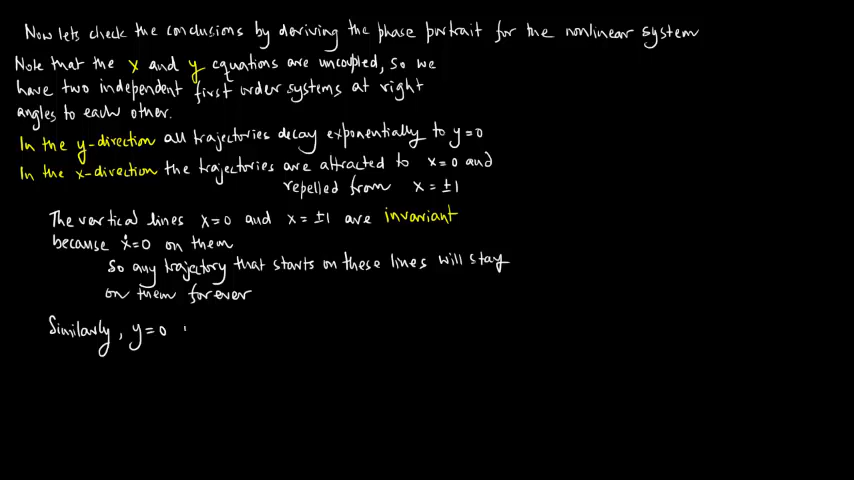 Now lets check the conclusions by deriving the phase portrait for the nonlinear system
Note that the x and y equations are uncoupled, so we
have two independent first order systems at right
angles to each other.
In the y-direction all trajectories decay exponentially to y=0
In the x-direction the trajectories are attracted to x=0 and
repelled from x=±1
The vertical lines x=0 and x=±1 are invariant
because ẋ=0 on them
So any trajectory that starts on these lines will stay
on them forever
Similarly, y=0